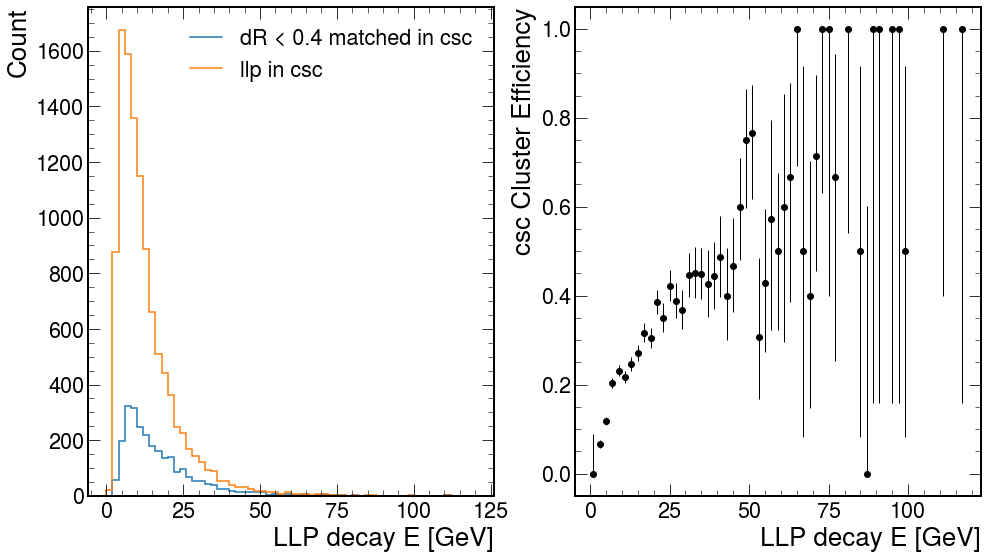 Count
1600
1400
1200
1000
800
600
400
200
0
dR < 0.4 matched in csc
llp in csc
0 25 50 75 100 125
LLP decay E [GeV]
csc Cluster Efficiency
1.0
0.8
0.6
0.4
0.2
0.0
0 25 50 75 100
LLP decay E [GeV]